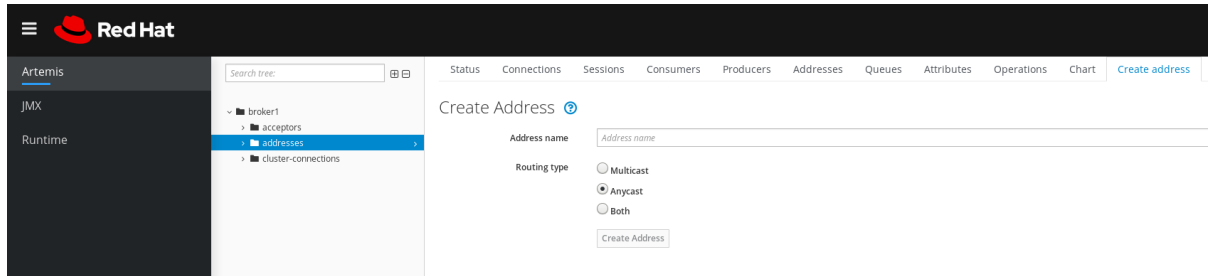 Red Hat
Artemis
JMX
Runtime
Search tree:
broker1
acceptors
addresses
cluster-connections
Status Connections Sessions Consumers Producers Addresses Queues Attributes Operations Chart Create address
Create Address ?
Address name Address name
Routing type Multicast
Anycast
Both
Create Address